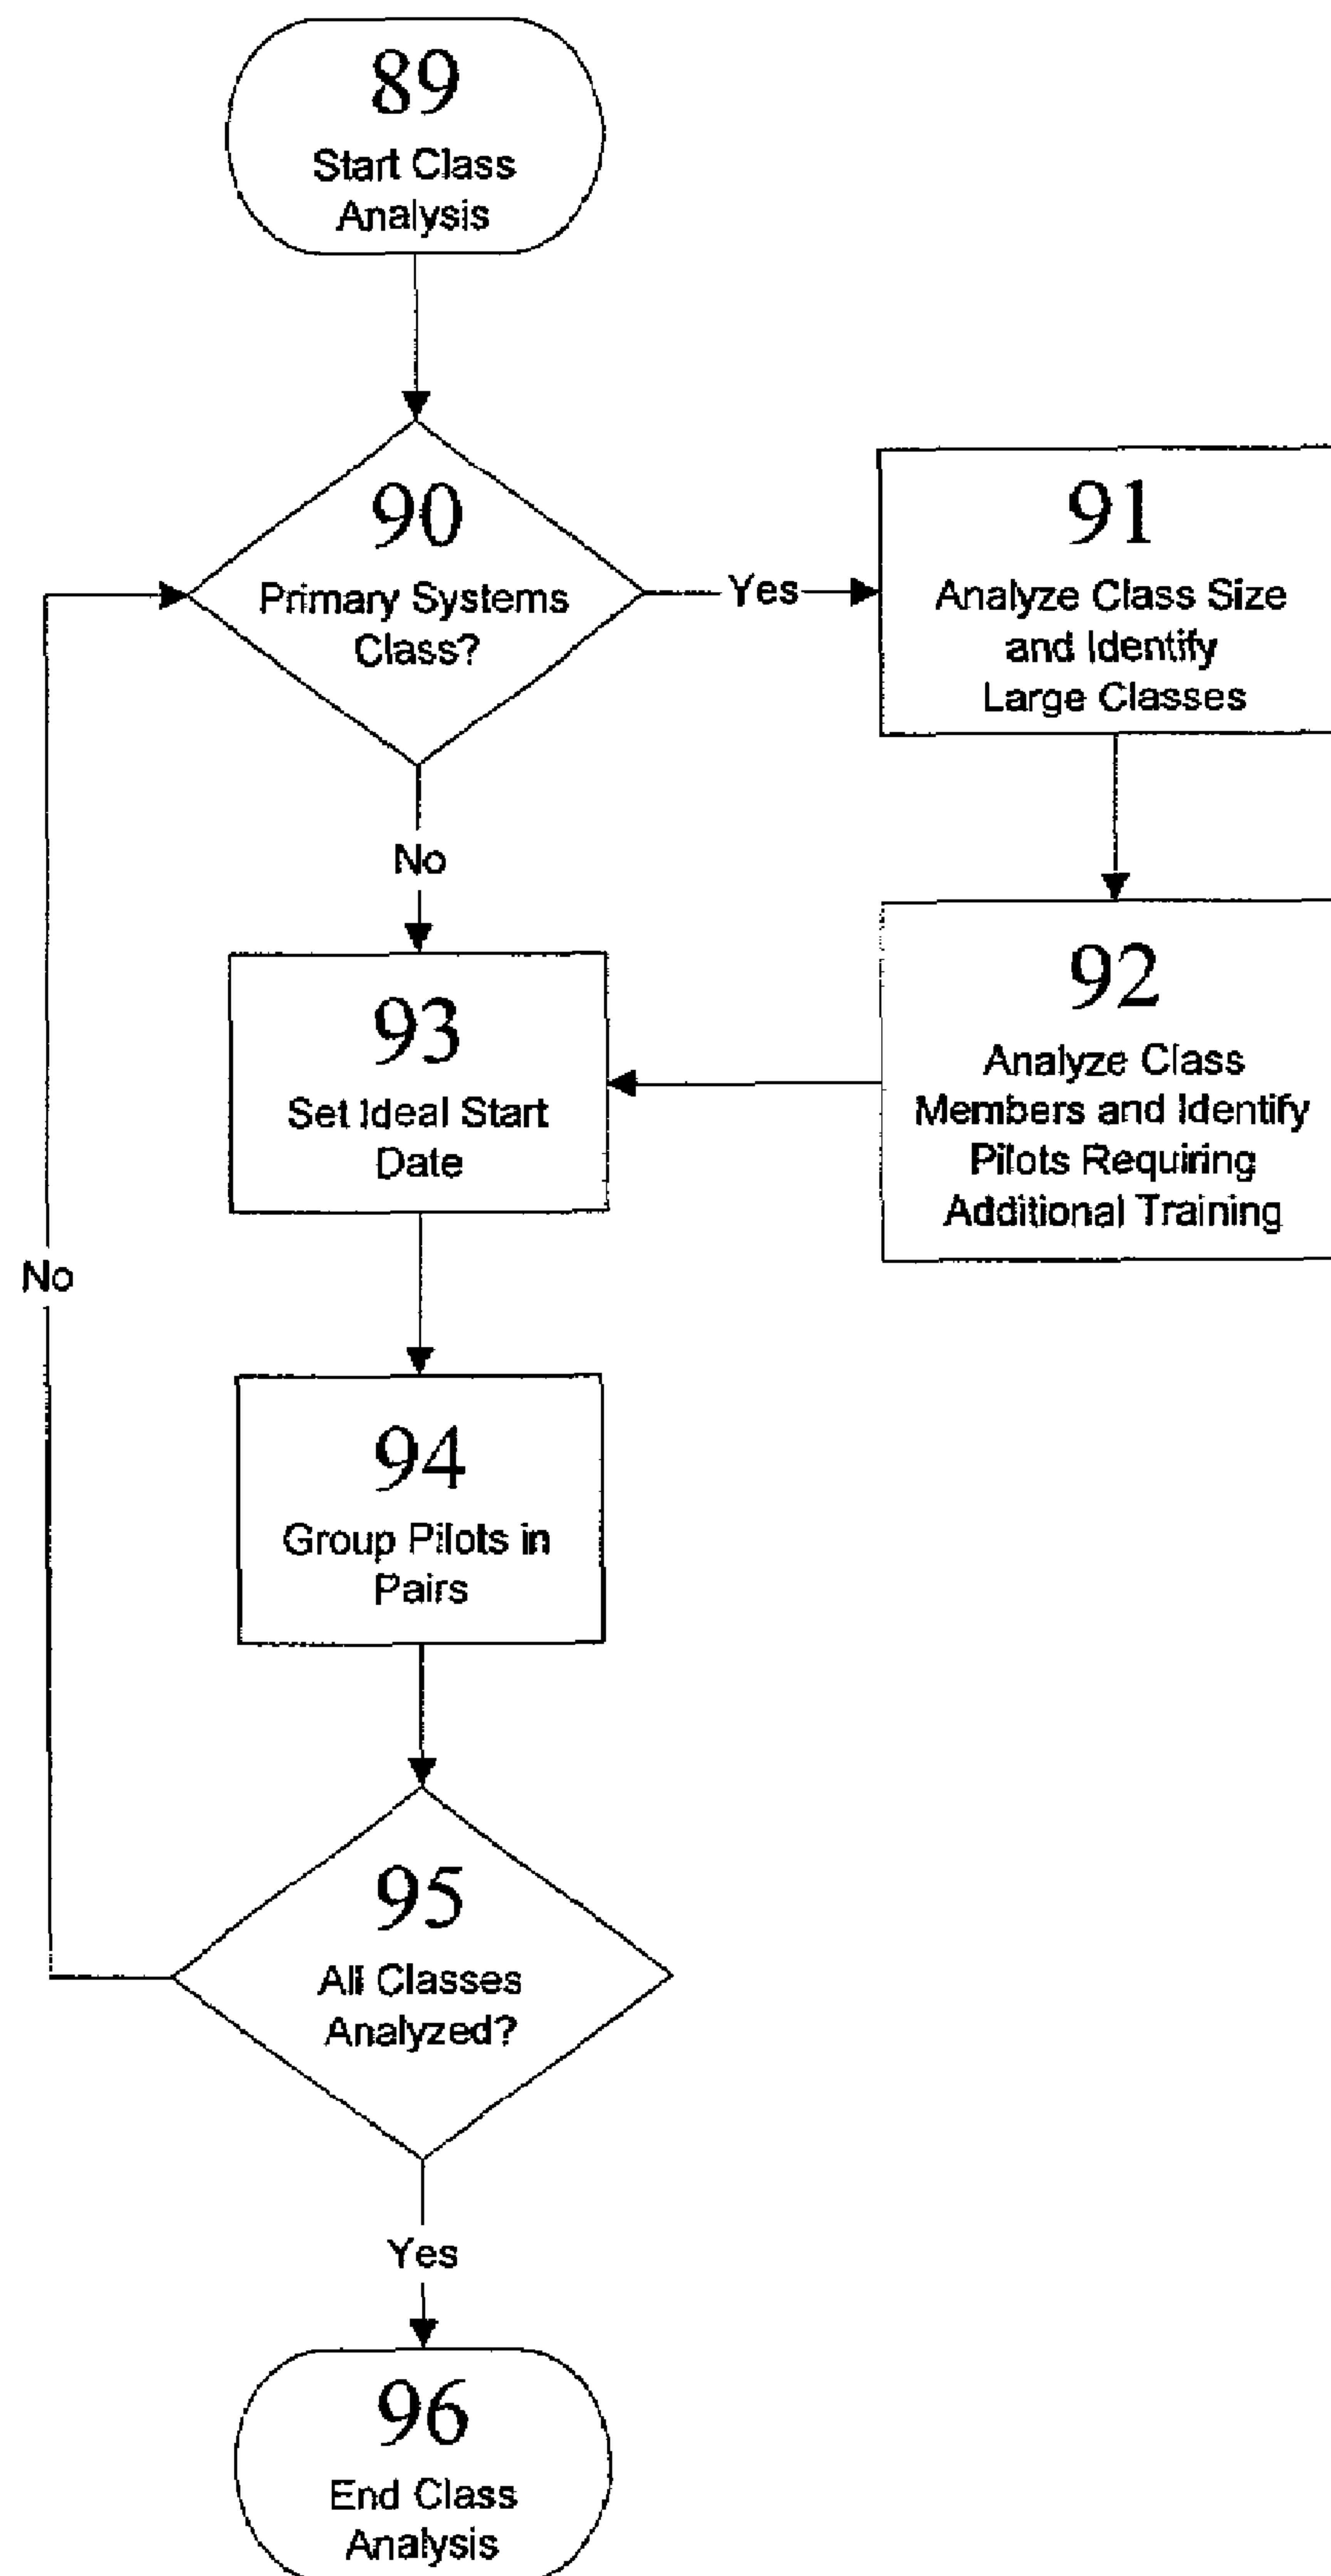 89
Start Class
Analysis
90
Primary Systems
Class?
Yes
91
Analyze Class Size
and Identify
Large Classes
No
92
Analyze Class
Members and Identify
Pilots Requiring
Additional Training
93
Set Ideal Start
Date
No
94
Group Pilots in
Pairs
95
All Classes
Analyzed?
Yes
96
End Class
Analysis